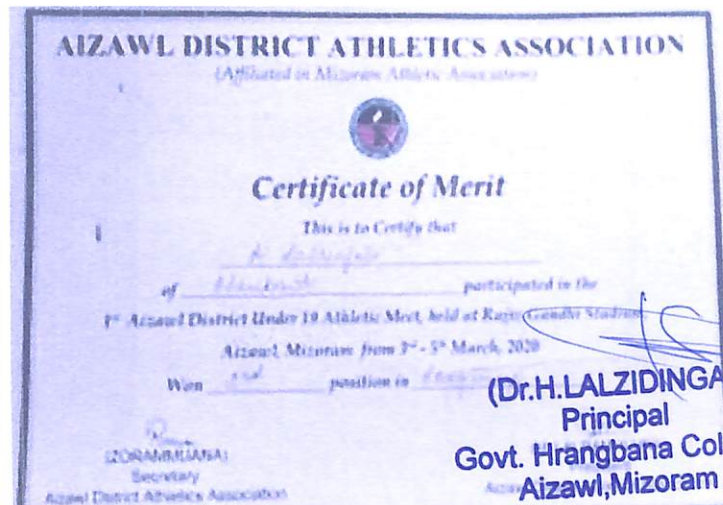 AIZAWL DISTRICT ATHLETICS ASSOCIATION
(Affiliated in Mizoram Athletic Association)
Certificate of Merit
This is to Certify that
of participated in the
1st Aizawl District Under 19 Athletic Meet, held at Rajiv Gandhi Stadium
Aizawl, Mizoram from 3rd - 5th March, 2020
Won position in
(ZORAMMUANA)
Secretary
Aizawl District Athletics Association
(Dr.H.LALZIDINGA
Principal
Govt. Hrangbana Col
Aizawl,Mizoram